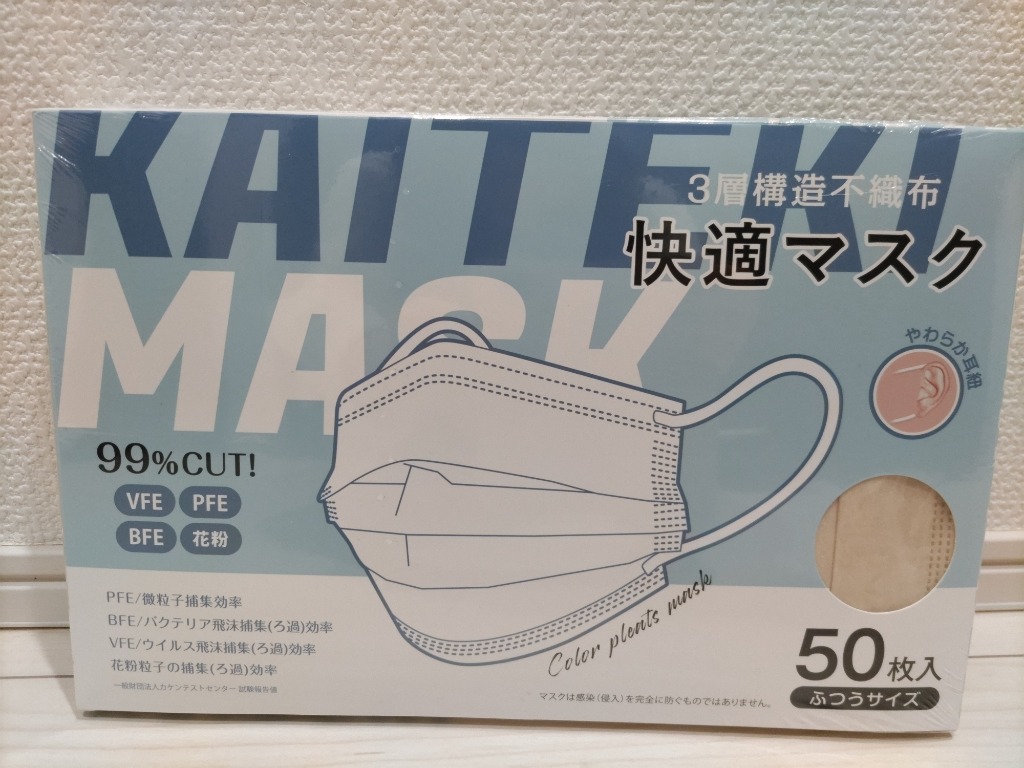 KAITEKI
MASK
3層構造不織布
快適マスク
やわらか耳紐
99%CUT!
VFE
PFE
BFE
花粉
PFE/微粒子捕集効率
BFE/バクテリア飛沫捕集(ろ過)効率
VFE/ウイルス飛沫捕集(ろ過)効率
花粉粒子の捕集(ろ過)効率
一般財団法人カケンテストセンター 試験報告値
Color pleats mask
マスクは感染(侵入)を完全に防ぐものではありません。
50枚入
ふつうサイズ